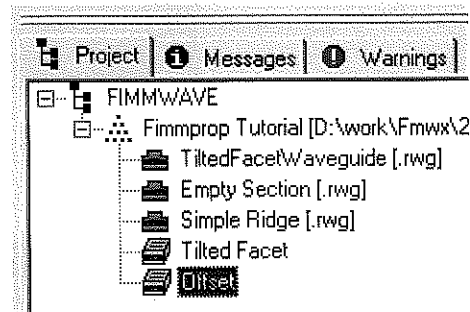 Project Messages Warnings
FIMMWAVE
Fimmprop Tutorial [D:\work\Fmwx\2
TiltedFacetWaveguide [.rwg]
Empty Section [.rwg]
Simple Ridge [.rwg]
Tilted Facet
Offset